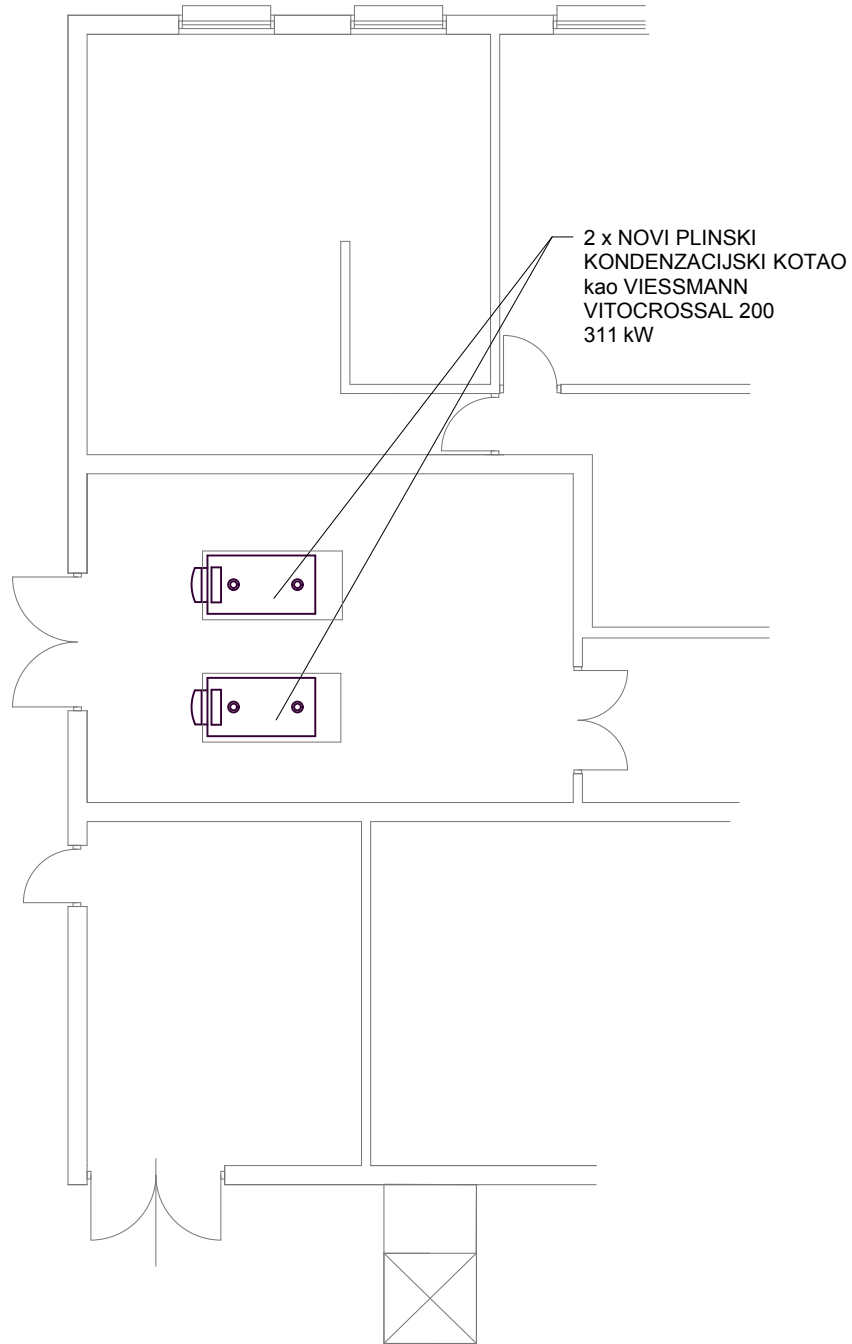 2 x NOVI PLINSKI
KONDENZACIJSKI KOTAO
kao VIESSMANN
VITOCROSSAL 200
311 kW